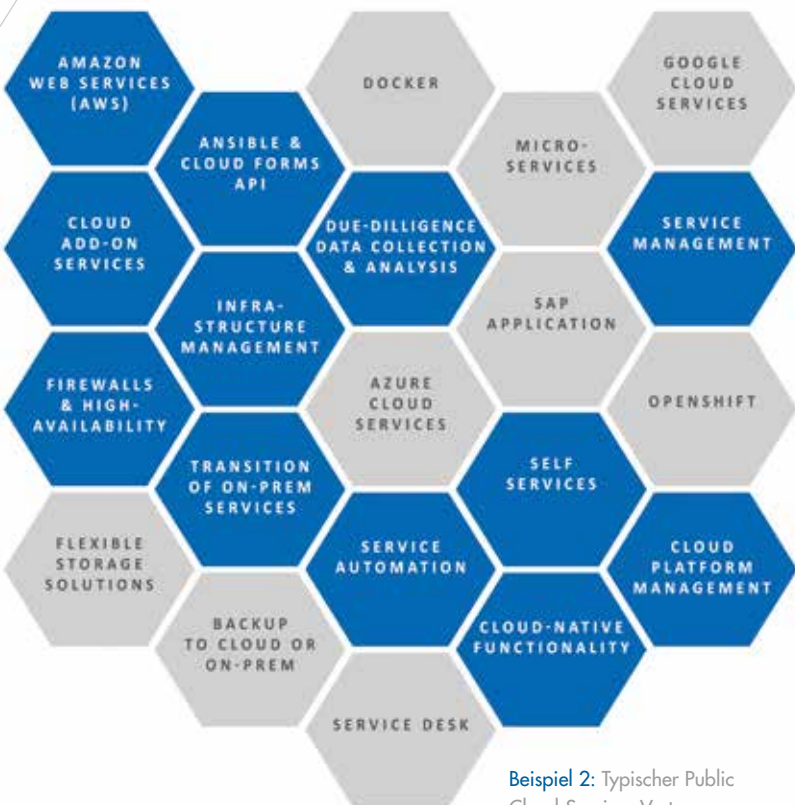 AMAZON
WEB SERVICES
(AWS)
DOCKER
GOOGLE
CLOUD
SERVICES
ANSIBLE &
CLOUD FORMS
API
MICRO-
SERVICES
CLOUD
ADD-ON
SERVICES
DUE-DILLIGENCE
DATA COLLECTION
& ANALYSIS
SERVICE
MANAGEMENT
INFRA-
STRUCTURE
MANAGEMENT
SAP
APPLICATION
FIREWALLS
& HIGH-
AVAILABILITY
AZURE
CLOUD
SERVICES
OPENSHIFT
TRANSITION
OF ON-PREM
SERVICES
SELF
SERVICES
FLEXIBLE
STORAGE
SOLUTIONS
SERVICE
AUTOMATION
CLOUD
PLATFORM
MANAGEMENT
BACKUP
TO CLOUD OR
ON-PREM
CLOUD-NATIVE
FUNCTIONALITY
SERVICE DESK
Beispiel 2: Typischer Public